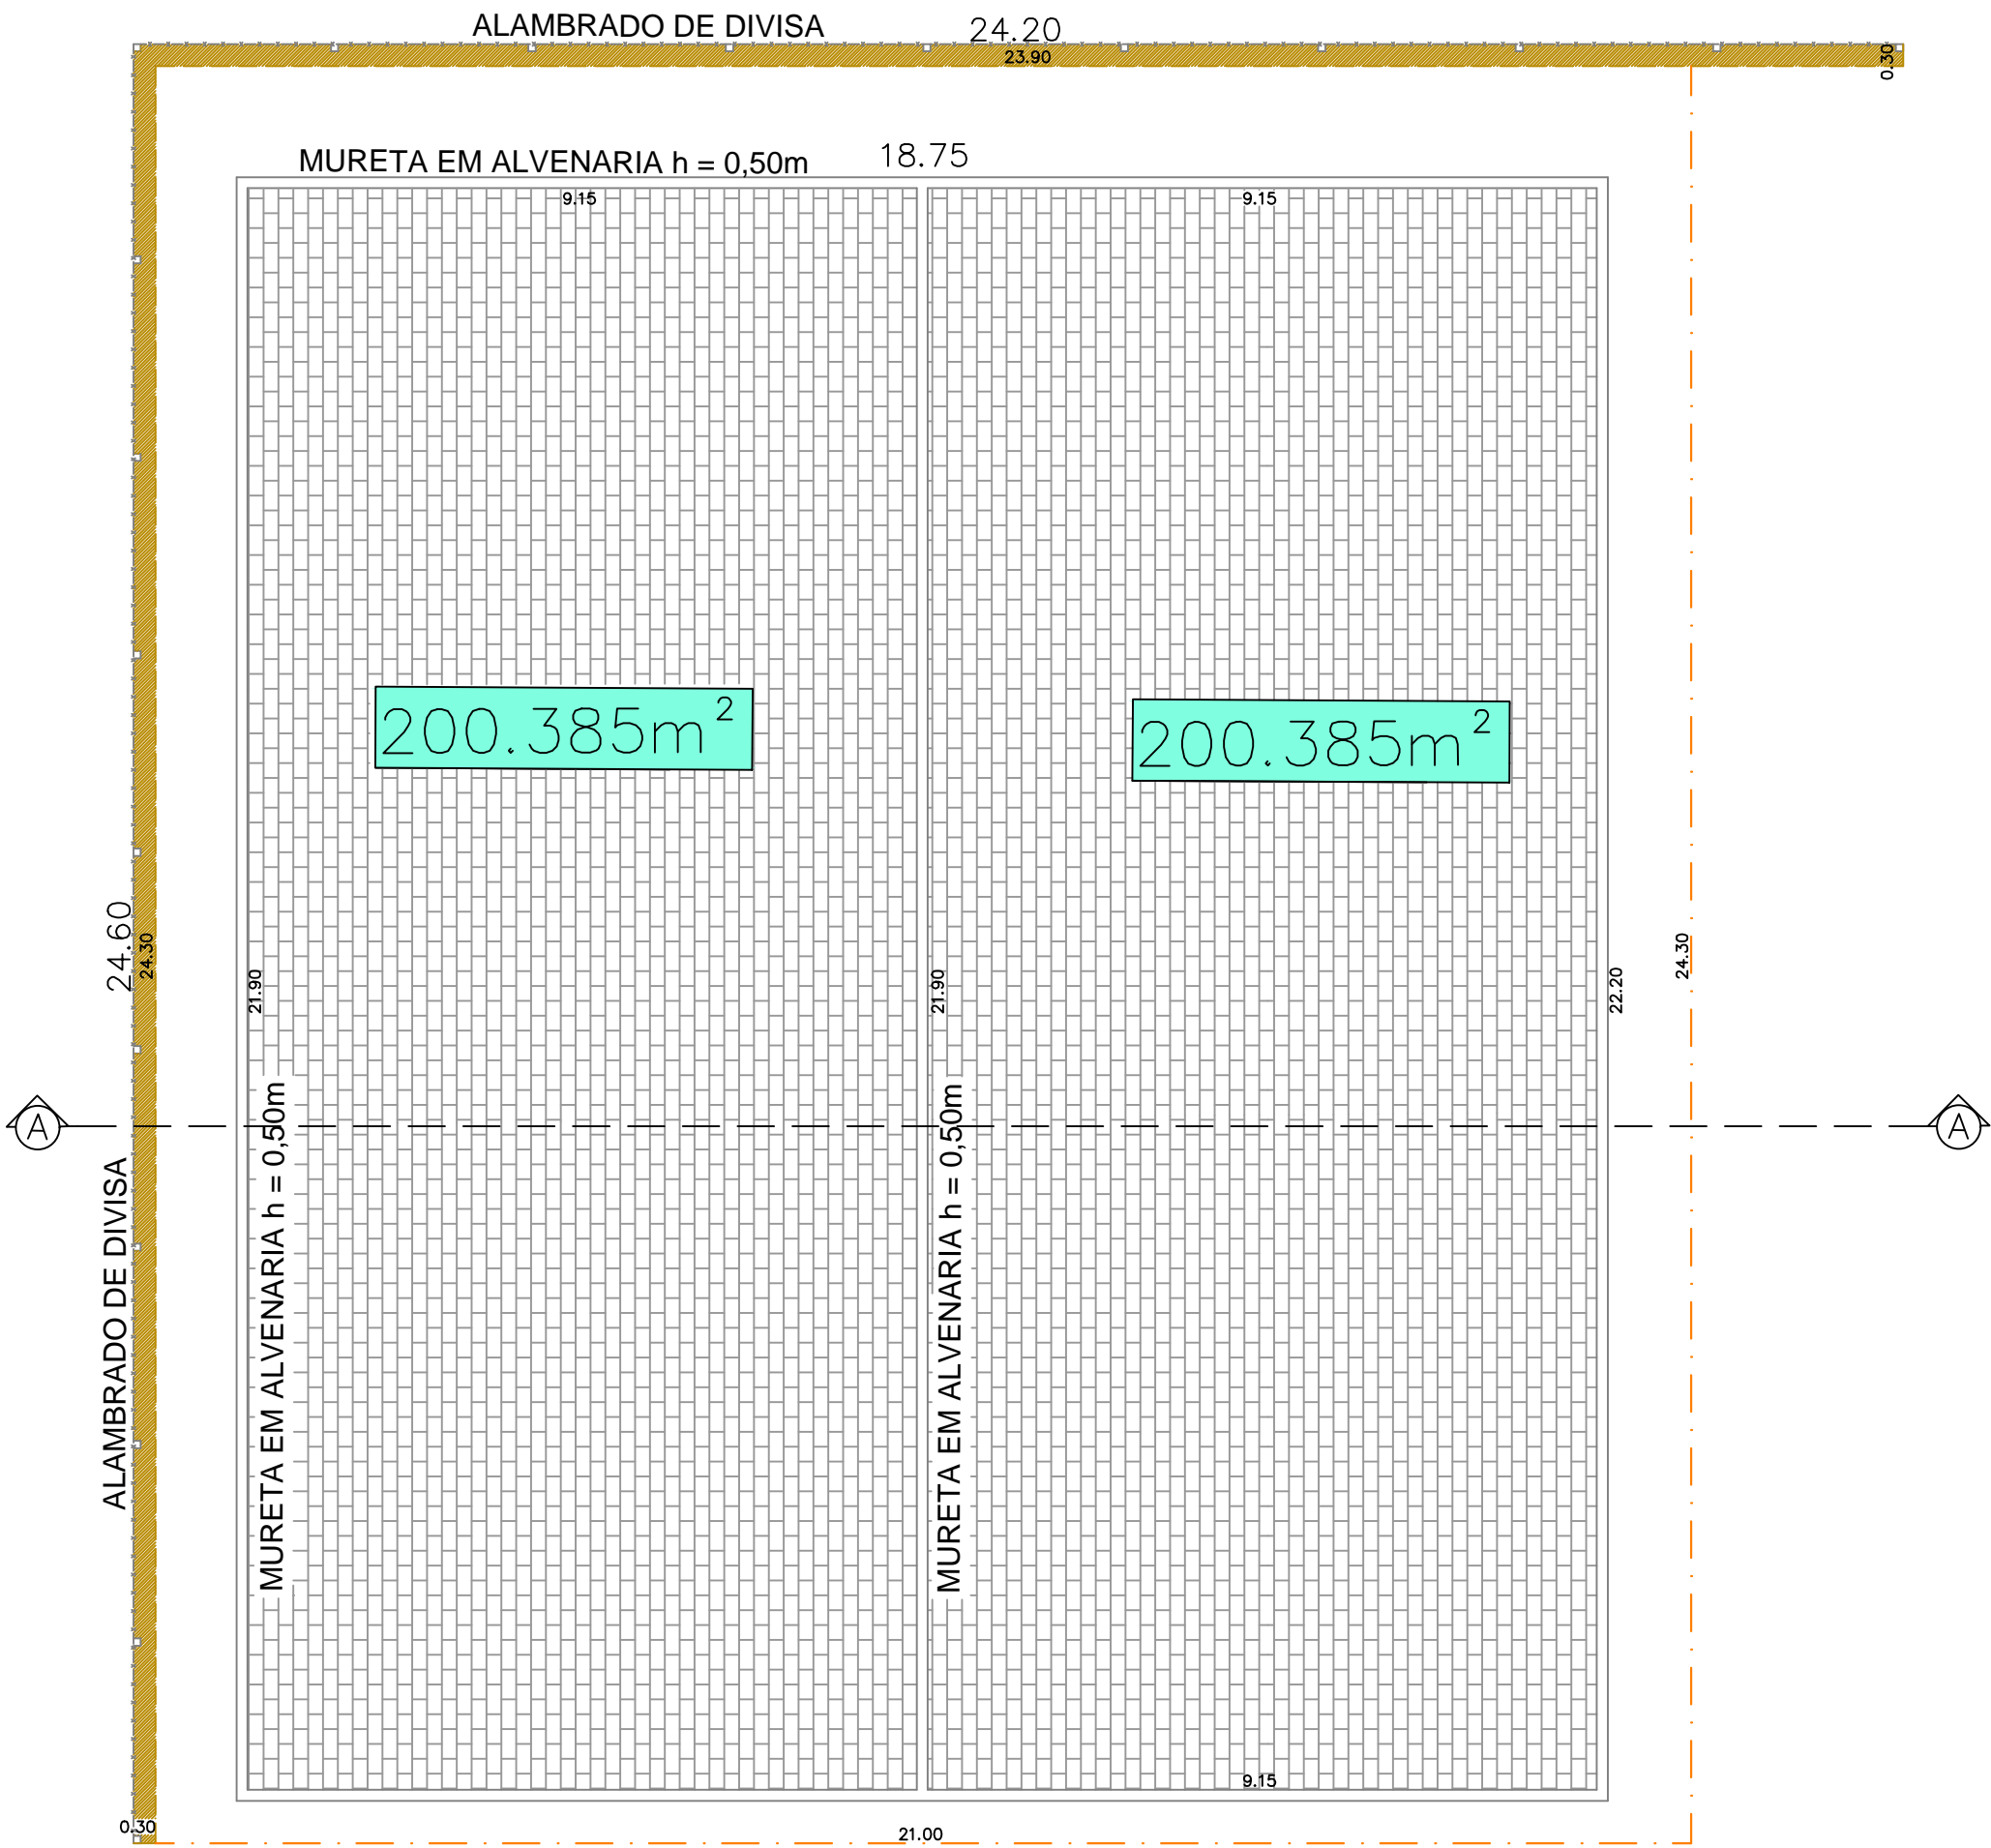 ALAMBRADO DE DIVISA
24.20
23.90
0.30
MURETA EM ALVENARIA h = 0,50m
18.75
9.15
9.15
200.385m²
200.385m²
24.60
24.30
21.90
21.90
22.20
24.30
A
A
ALAMBRADO DE DIVISA
MURETA EM ALVENARIA h = 0,50m
MURETA EM ALVENARIA h = 0,50m
9.15
0.30
21.00